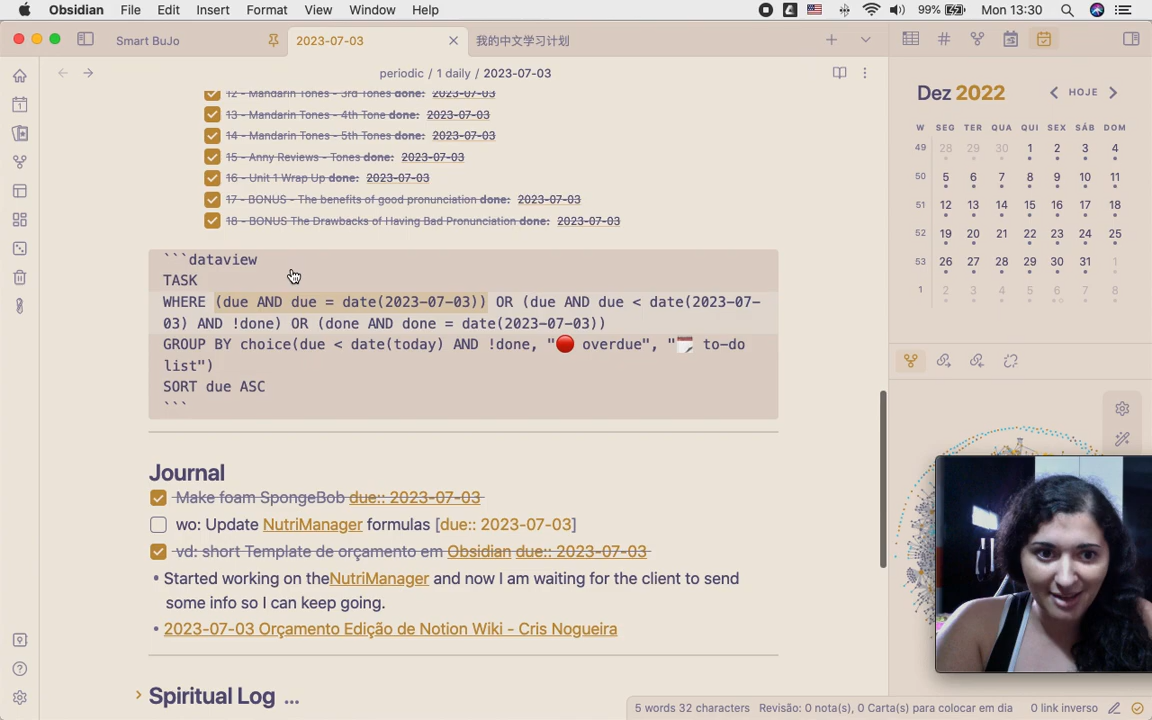 Obsidian File Edit Insert Format View Window Help 99% Mon 13:30
Smart BuJo 2023-07-03 我的中文学习计划
periodic / 1 daily / 2023-07-03
12 - Mandarin Tones - 3rd Tones done: 2023-07-03
13 - Mandarin Tones - 4th Tone done: 2023-07-03
14 - Mandarin Tones - 5th Tones done: 2023-07-03
15 - Anny Reviews - Tones done: 2023-07-03
16 - Unit 1 Wrap Up done: 2023-07-03
17 - BONUS - The benefits of good pronunciation done: 2023-07-03
18 - BONUS The Drawbacks of Having Bad Pronunciation done: 2023-07-03
```dataview
TASK
WHERE (due AND due = date(2023-07-03)) OR (due AND due < date(2023-07-
03) AND !done) OR (done AND done = date(2023-07-03))
GROUP BY choice(due < date(today) AND !done, "🔴 overdue", "🗒️ to-do
list")
SORT due ASC
```
Journal
Make foam SpongeBob due:: 2023-07-03
wo: Update NutriManager formulas [due:: 2023-07-03]
vd: short Template de orçamento em Obsidian due:: 2023-07-03
• Started working on theNutriManager and now I am waiting for the client to send
some info so I can keep going.
• 2023-07-03 Orçamento Edição de Notion Wiki - Cris Nogueira
Spiritual Log ...
5 words 32 characters Revisão: 0 nota(s), 0 Carta(s) para colocar em dia 0 link inverso
Dez 2022 HOJE
W SEG TER QUA QUI SEX SÁB DOM
49 28 29 30 1 2 3 4
50 5 6 7 8 9 10 11
51 12 13 14 15 16 17 18
52 19 20 21 22 23 24 25
53 26 27 28 29 30 31 1
1 2 3 4 5 6 7 8